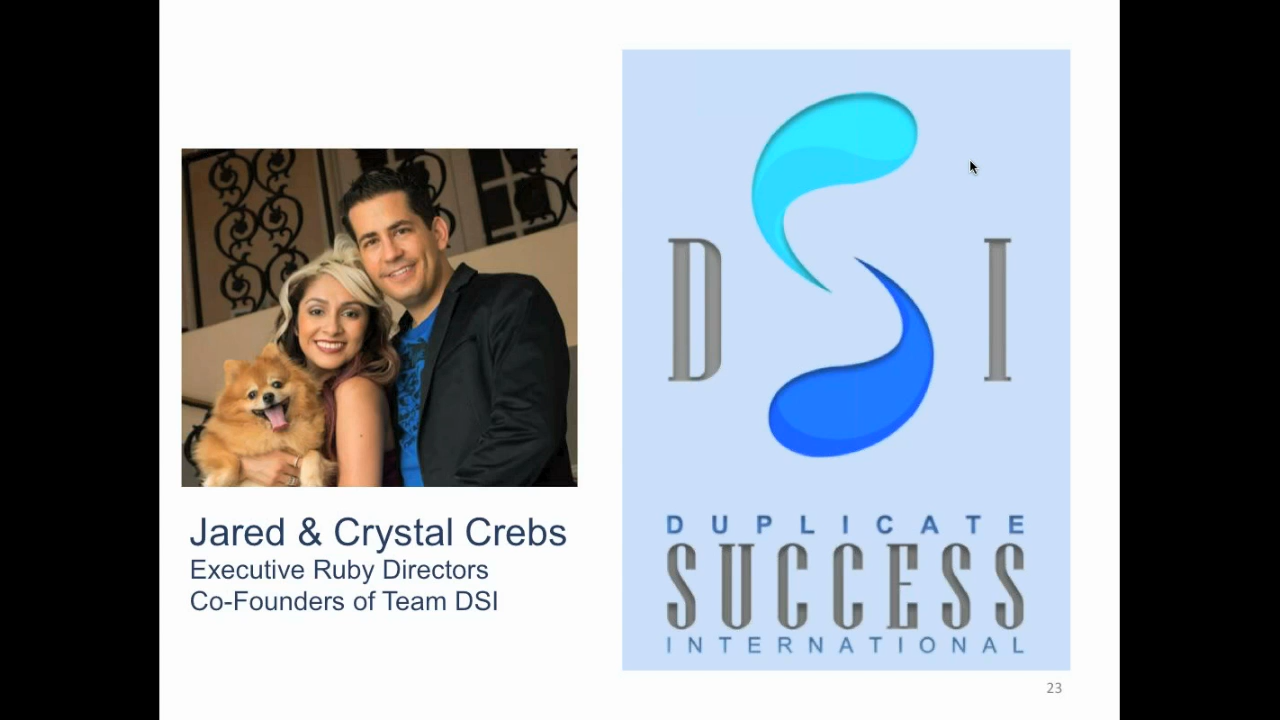 Jared & Crystal Crebs
Executive Ruby Directors
Co-Founders of Team DSI
D S I
DUPLICATE
SUCCESS
INTERNATIONAL
23